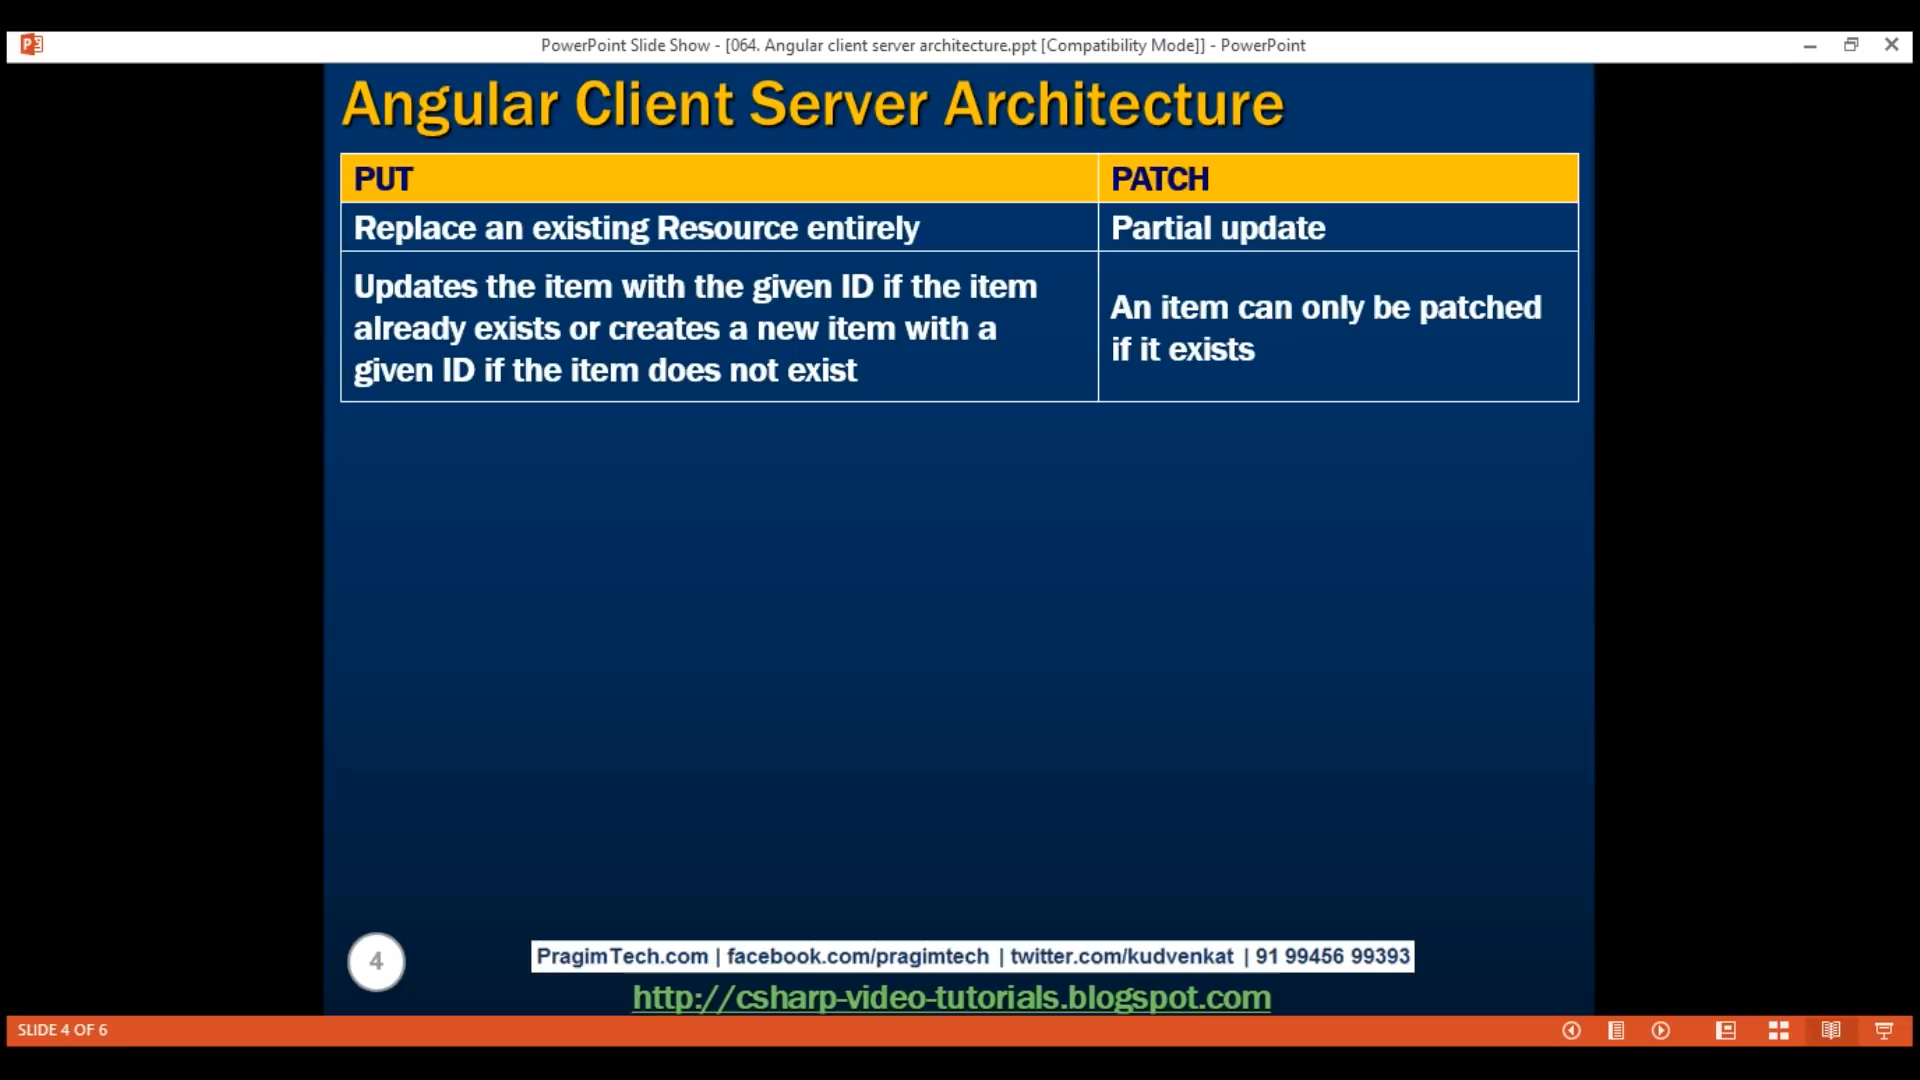 PowerPoint Slide Show - [064. Angular client server architecture.ppt [Compatibility Mode]] - PowerPoint
Angular Client Server Architecture
PUT
PATCH
Replace an existing Resource entirely
Partial update
Updates the item with the given ID if the item
already exists or creates a new item with a
given ID if the item does not exist
An item can only be patched
if it exists
4
PragimTech.com | facebook.com/pragimtech | twitter.com/kudvenkat | 91 99456 99393
http://csharp-video-tutorials.blogspot.com
SLIDE 4 OF 6